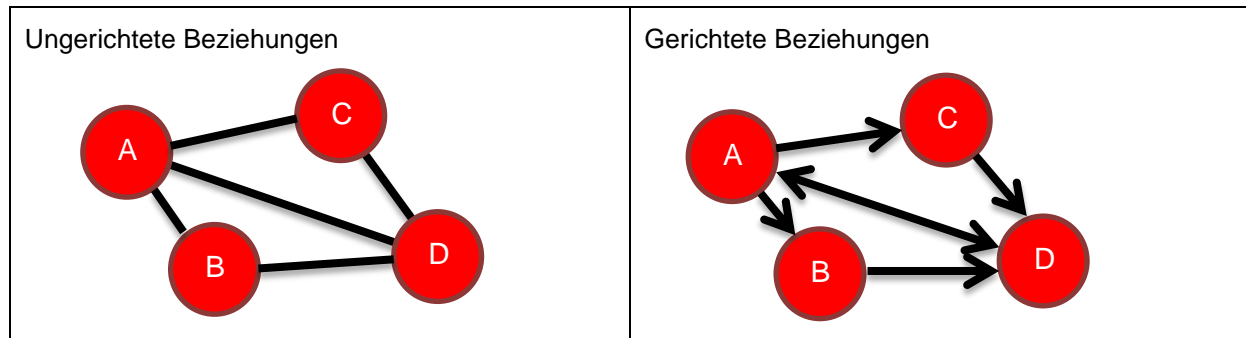 Ungerichtete Beziehungen
C
A
B
D
Gerichtete Beziehungen
C
A
D
B